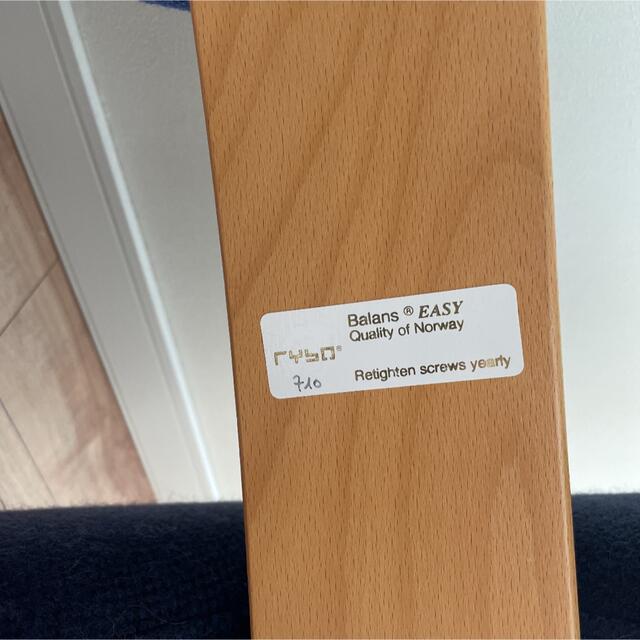 Balans ® EASY
Quality of Norway
rybo®
710
Retighten screws yearly